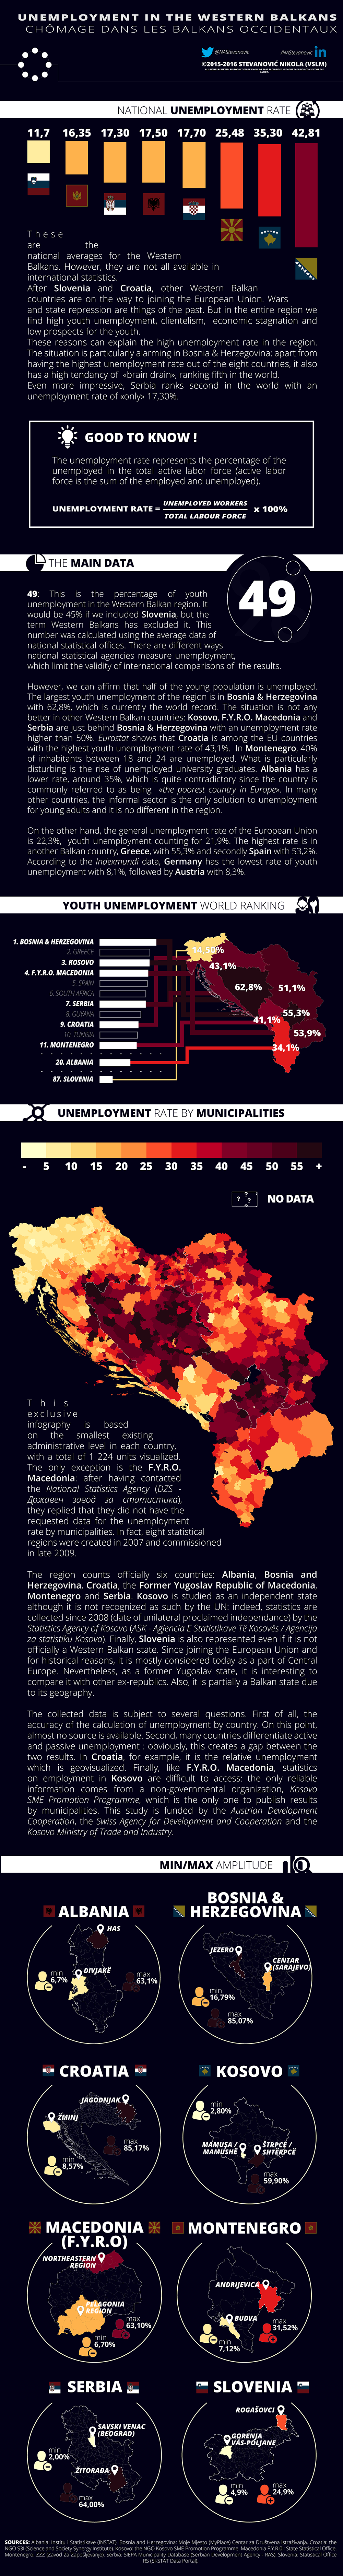 UNEMPLOYMENT IN THE WESTERN BALKANS
CHÔMAGE DANS LES BALKANS OCCIDENTAUX
@NAStevanovic
/NAStevanovic
©2015-2016 STEVANOVIĆ NIKOLA (VSLM)
NATIONAL UNEMPLOYMENT RATE
11,7 16,35 17,30 17,50 17,70 25,48 35,30 42,81
These
are the
national averages for the Western
Balkans. However, they are not all available in
international statistics.
After Slovenia and Croatia, other Western Balkan
countries are on the way to joining the European Union. Wars
and state repression are things of the past. But in the entire region we
find high youth unemployment, clientelism, economic stagnation and
low prospects for the youth.
These reasons can explain the high unemployment rate in the region.
The situation is particularly alarming in Bosnia & Herzegovina: apart from
having the highest unemployment rate out of the eight countries, it also
has a high tendency of «brain drain», ranking fifth in the world.
Even more impressive, Serbia ranks second in the world with an
unemployment rate of «only» 17,30%.
GOOD TO KNOW !
The unemployment rate represents the percentage of the
unemployed in the total active labor force (active labor
force is the sum of the employed and unemployed).
UNEMPLOYMENT RATE = UNEMPLOYED WORKERS
TOTAL LABOUR FORCE x 100%
THE MAIN DATA
49
49: This is the percentage of youth
unemployment in the Western Balkan region. It
would be 45% if we included Slovenia, but the
term Western Balkans has excluded it. This
number was calculated using the average data of
national statistical offices. There are different ways
national statistical agencies measure unemployment,
which limit the validity of international comparisons of the results.
However, we can affirm that half of the young population is unemployed.
The largest youth unemployment of the region is in Bosnia & Herzegovina
with 62,8%, which is currently the world record. The situation is not any
better in other Western Balkan countries: Kosovo, F.Y.R.O. Macedonia and
Serbia are just behind Bosnia & Herzegovina with an unemployment rate
higher than 50%. Eurostat shows that Croatia is among the EU countries
with the highest youth unemployment rate of 43,1%. In Montenegro, 40%
of inhabitants between 18 and 24 are unemployed. What is particularly
disturbing is the rise of unemployed university graduates. Albania has a
lower rate, around 35%, which is quite contradictory since the country is
commonly referred to as being «the poorest country in Europe». In many
other countries, the informal sector is the only solution to unemployment
for young adults and it is no different in the region.
On the other hand, the general unemployment rate of the European Union
is 22,3%, youth unemployment counting for 21,9%. The highest rate is in
another Balkan country, Greece, with 55,3% and secondly Spain with 53,2%.
According to the Indexmundi data, Germany has the lowest rate of youth
unemployment with 8,1%, followed by Austria with 8,3%.
YOUTH UNEMPLOYMENT WORLD RANKING
1. BOSNIA & HERZEGOVINA
2. GREECE
3. KOSOVO
4. F.Y.R.O. MACEDONIA
5. SPAIN
6. SOUTH AFRICA
7. SERBIA
8. GUYANA
9. CROATIA
10. TUNISIA
11. MONTENEGRO
20. ALBANIA
87. SLOVENIA
14,50%
43,1%
62,8%
51,1%
41,1%
55,3%
53,9%
34,1%
UNEMPLOYMENT RATE BY MUNICIPALITIES
- 5 10 15 20 25 30 35 40 45 50 55 +
? ? ? ?
NO DATA
This
exclusive
infography is based
on the smallest existing
administrative level in each country,
with a total of 1 224 units visualized.
The only exception is the F.Y.R.O.
Macedonia: after having contacted
the National Statistics Agency (DZS -
Државен завод за статистика),
they replied that they did not have the
requested data for the unemployment
rate by municipalities. In fact, eight statistical
regions were created in 2007 and commissioned
in late 2009.
The region counts officially six countries: Albania, Bosnia and
Herzegovina, Croatia, the Former Yugoslav Republic of Macedonia,
Montenegro and Serbia. Kosovo is studied as an independent state
although it is not recognized as such by the UN: indeed, statistics are
collected since 2008 (date of unilateral proclaimed independence) by the
Statistics Agency of Kosovo (ASK - Agjencia E Statistikave Të Kosovës / Agencija
za statistiku Kosova). Finally, Slovenia is also represented even if it is not
officially a Western Balkan state. Since joining the European Union and
for historical reasons, it is mostly considered today as a part of Central
Europe. Nevertheless, as a former Yugoslav state, it is interesting to
compare it with other ex-republics. Also, it is partially a Balkan state due
to its geography.
The collected data is subject to several questions. First of all, the
accuracy of the calculation of unemployment by country. On this point,
almost no source is available. Second, many countries differentiate active
and passive unemployment : obviously, this creates a gap between the
two results. In Croatia, for example, it is the relative unemployment
which is geovisualized. Finally, like F.Y.R.O. Macedonia, statistics
on employment in Kosovo are difficult to access: the only reliable
information comes from a non-governmental organization, Kosovo
SME Promotion Programme, which is the only one to publish results
by municipalities. This study is funded by the Austrian Development
Cooperation, the Swiss Agency for Development and Cooperation and the
Kosovo Ministry of Trade and Industry.
MIN/MAX AMPLITUDE
ALBANIA
HAS
DIVJAKË
min
6,7%
max
63,1%
BOSNIA &
HERZEGOVINA
JEZERO
CENTAR
(SARAJEVO)
min
16,79%
max
85,07%
CROATIA
JAGODNJAK
ŽMINJ
max
85,17%
min
8,57%
KOSOVO
min
2,80%
MAMUŠA /
MAMUSHË
ŠTRPCE /
SHTËRPCË
max
59,90%
MACEDONIA
(F.Y.R.O)
NORTHEASTERN
REGION
PELAGONIA
REGION
max
63,10%
min
6,70%
MONTENEGRO
ANDRIJEVICA
BUDVA
max
31,52%
min
7,12%
SERBIA
SAVSKI VENAC
(BEOGRAD)
min
2,00%
ŽITORAĐA
max
64,00%
SLOVENIA
ROGAŠOVCI
GORENJA
VAS-POLJANE
min
4,9%
max
24,9%
SOURCES: Albania: Institu i Statistikave (INSTAT). Bosnia and Herzegovina: Moje Mjesto (MyPlace) Centar za Društvena Istraživanja. Croatia: the
NGO S3I (Science and Society Synergy Institute). Kosovo: the NGO Kosovo SME Promotion Programme. Macedonia F.Y.R.O.: State Statistical Office.
Montenegro: ZZZ (Zavod Za Zapošljavanje). Serbia: SIEPA Municipality Database (Serbian Development Agency - RAS). Slovenia: Statistical Office
RS (SI-STAT Data Portal).